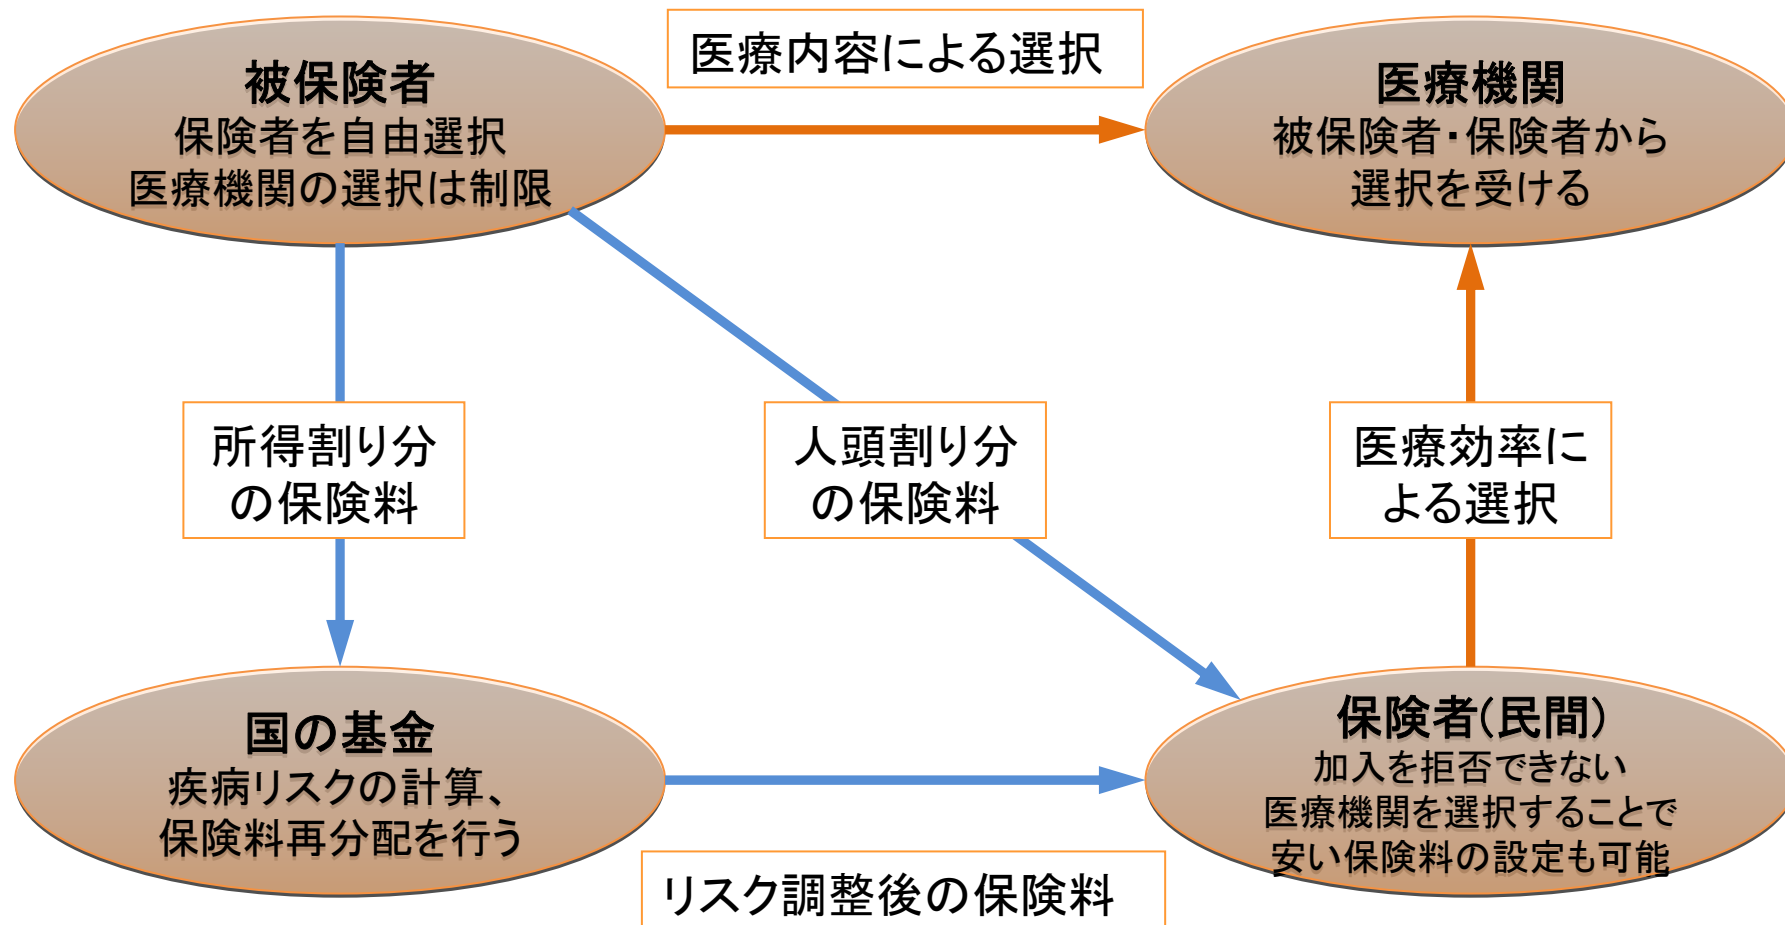 医療内容による選択
被保険者
保険者を自由選択
医療機関の選択は制限
医療機関
被保険者・保険者から
選択を受ける
所得割り分
の保険料
人頭割り分
の保険料
医療効率に
よる選択
国の基金
疾病リスクの計算、
保険料再分配を行う
保険者(民間)
加入を拒否できない
医療機関を選択することで
安い保険料の設定も可能
リスク調整後の保険料